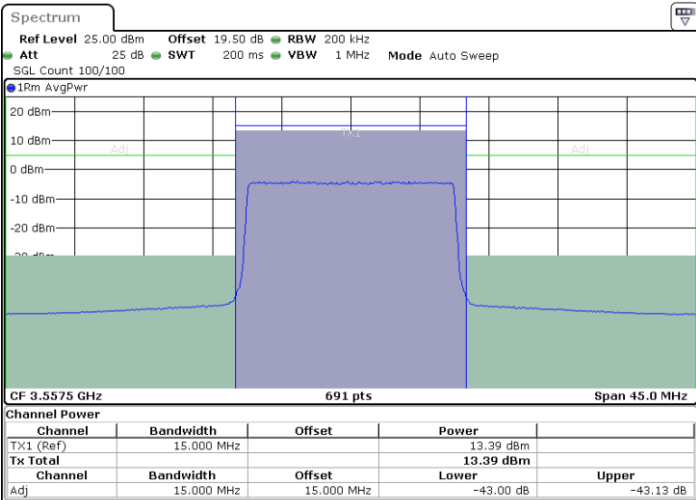 Spectrum
Ref Level 25.00 dBm Offset 19.50 dB RBW 200 kHz
Att 25 dB SWT 200 ms VBW 1 MHz Mode Auto Sweep
SGL Count 100/100
1Rm AvgPwr
20 dBm
TX1
10 dBm
Adj Adj
0 dBm
-10 dBm
-20 dBm
CF 3.5575 GHz 691 pts Span 45.0 MHz
Channel Power
Channel Bandwidth Offset Power
TX1 (Ref) 15.000 MHz 13.39 dBm
Tx Total 13.39 dBm
Channel Bandwidth Offset Lower Upper
Adj 15.000 MHz 15.000 MHz -43.00 dB -43.13 dB